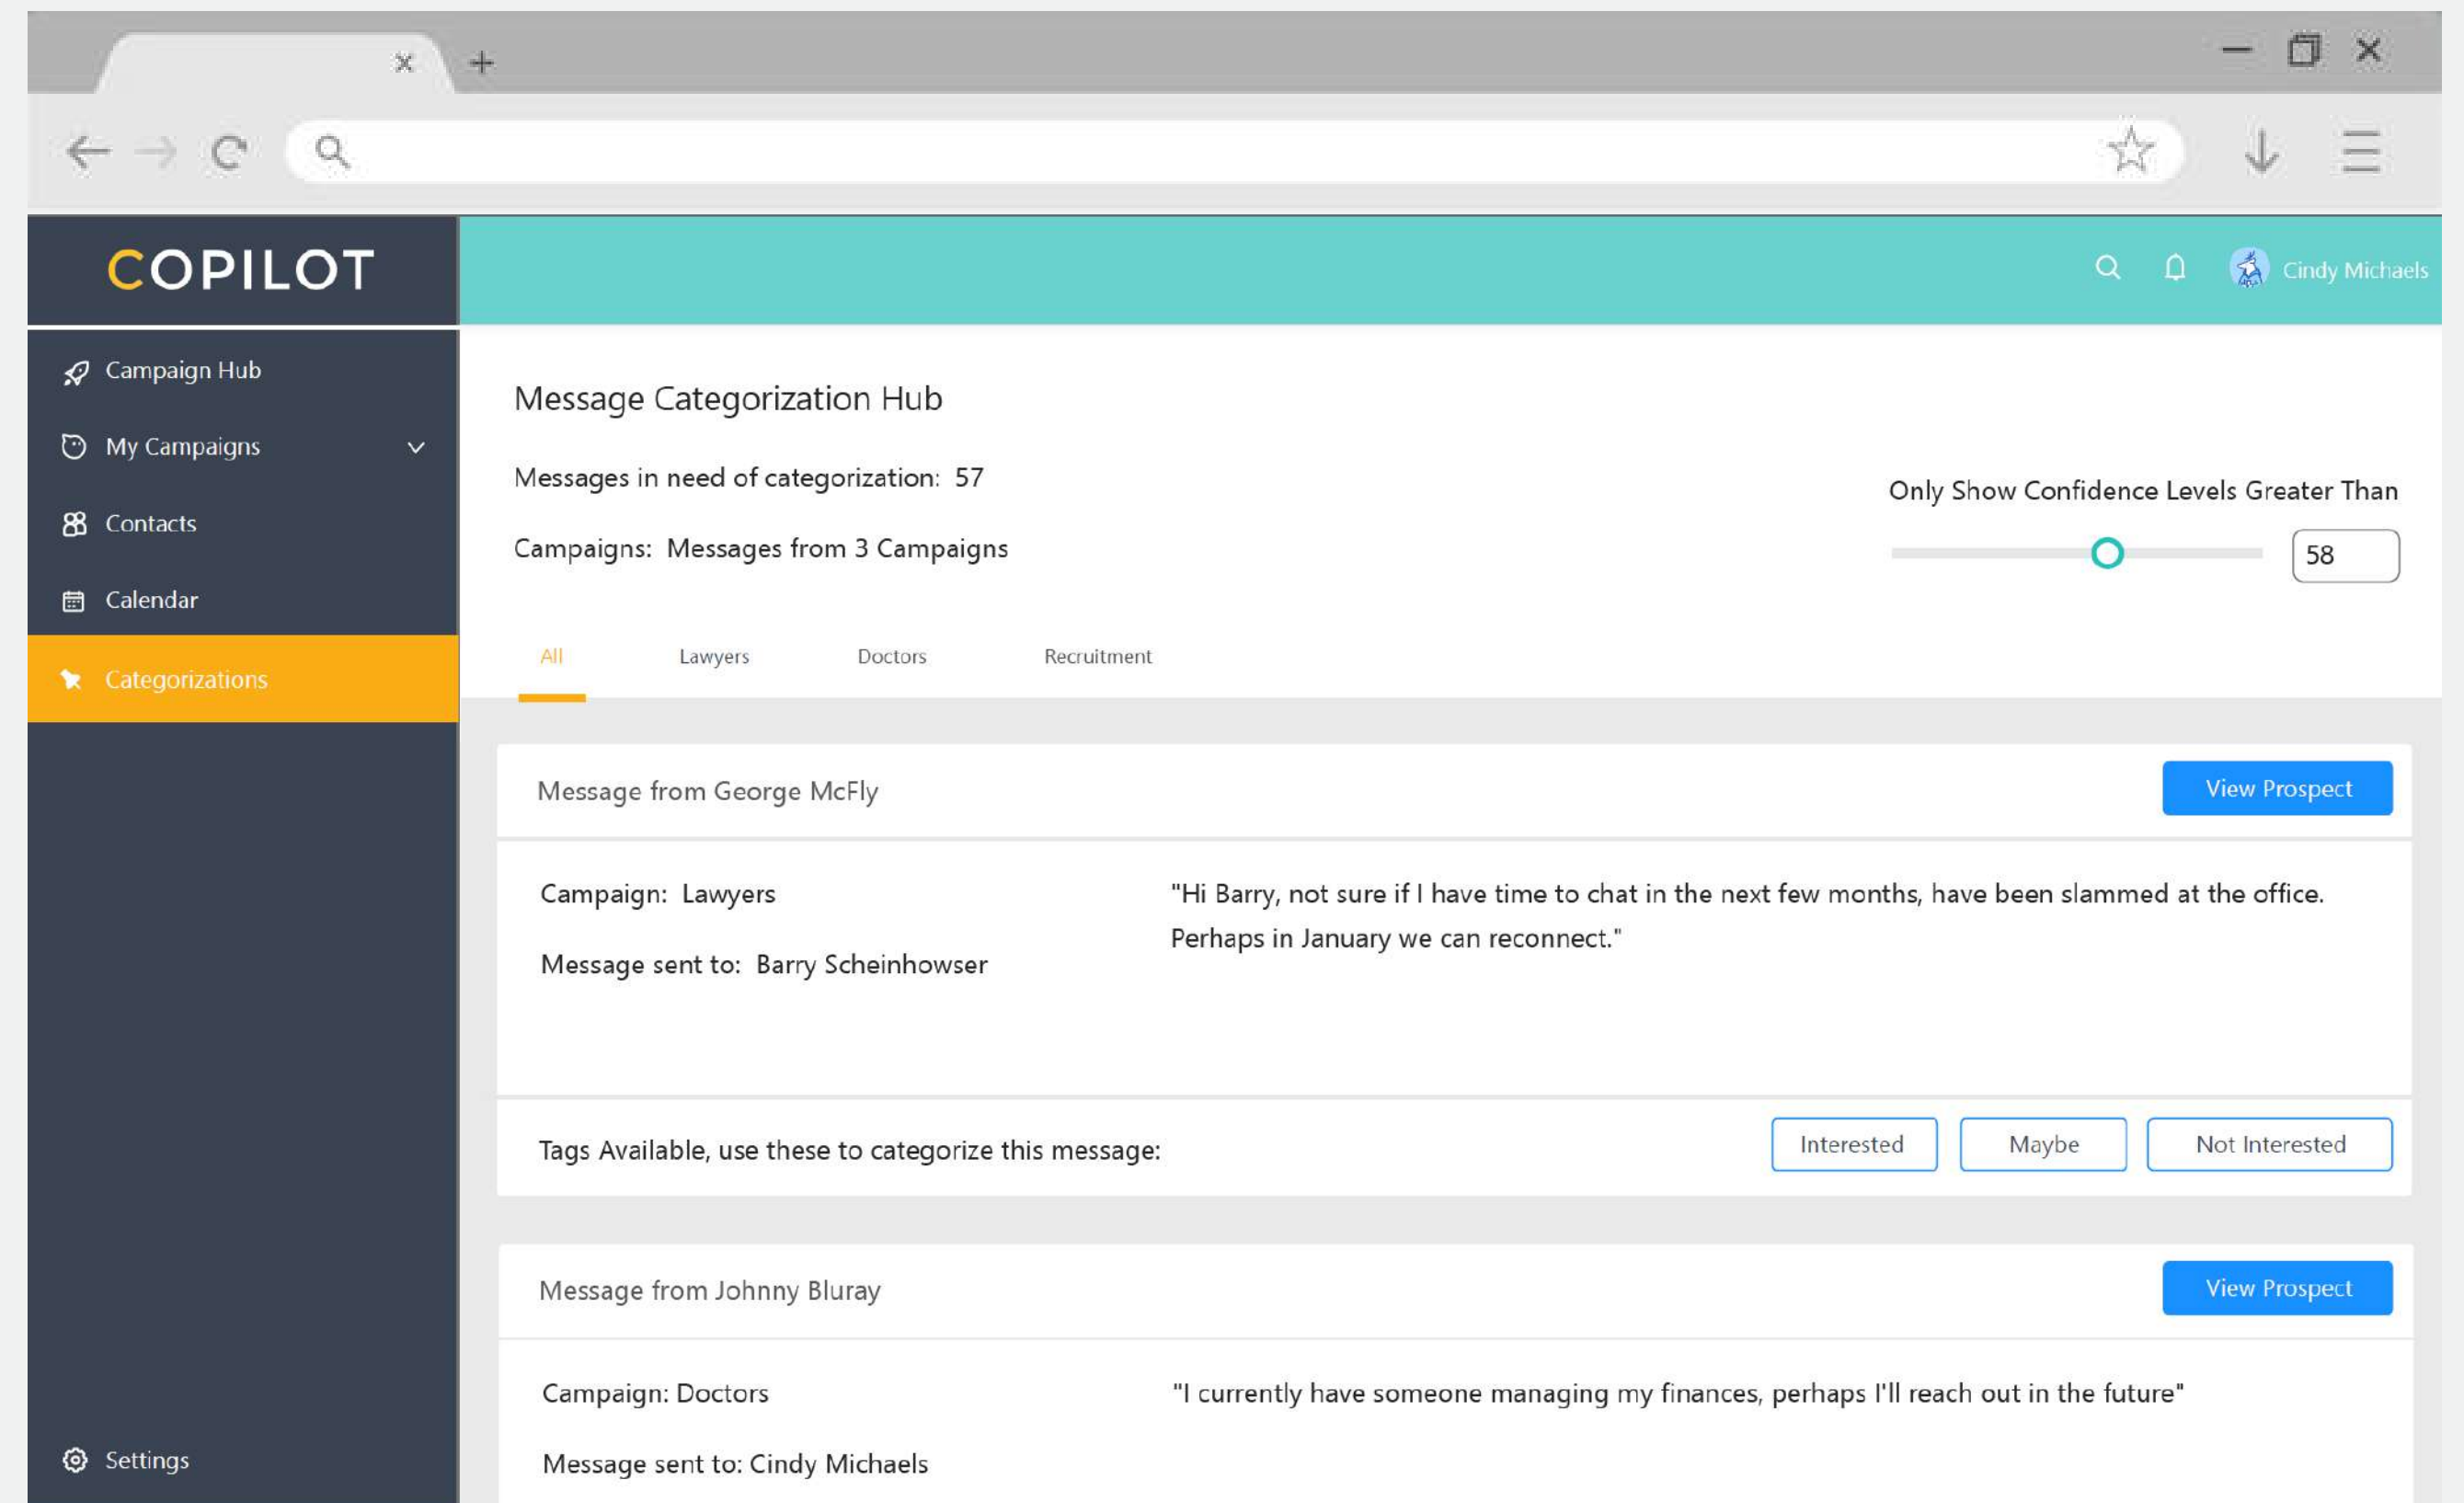 COPILOT
Cindy Michaels
Campaign Hub
My Campaigns
Contacts
Calendar
Categorizations
Settings
Message Categorization Hub
Messages in need of categorization: 57
Campaigns: Messages from 3 Campaigns
Only Show Confidence Levels Greater Than
58
All Lawyers Doctors Recruitment
Message from George McFly
View Prospect
Campaign: Lawyers
Message sent to: Barry Scheinhowser
"Hi Barry, not sure if I have time to chat in the next few months, have been slammed at the office.
Perhaps in January we can reconnect."
Tags Available, use these to categorize this message:
Interested Maybe Not Interested
Message from Johnny Bluray
View Prospect
Campaign: Doctors
Message sent to: Cindy Michaels
"I currently have someone managing my finances, perhaps I'll reach out in the future"